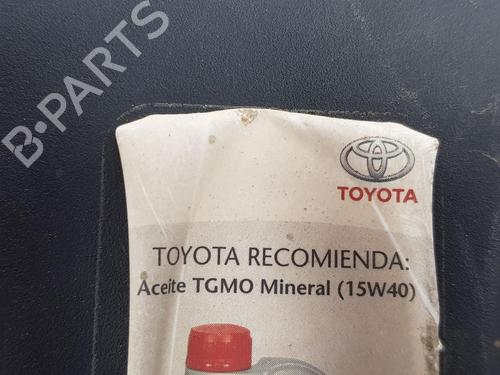 B-PARTS
TOYOTA
TOYOTA RECOMIENDA:
Aceite TGMO Mineral (15W40)